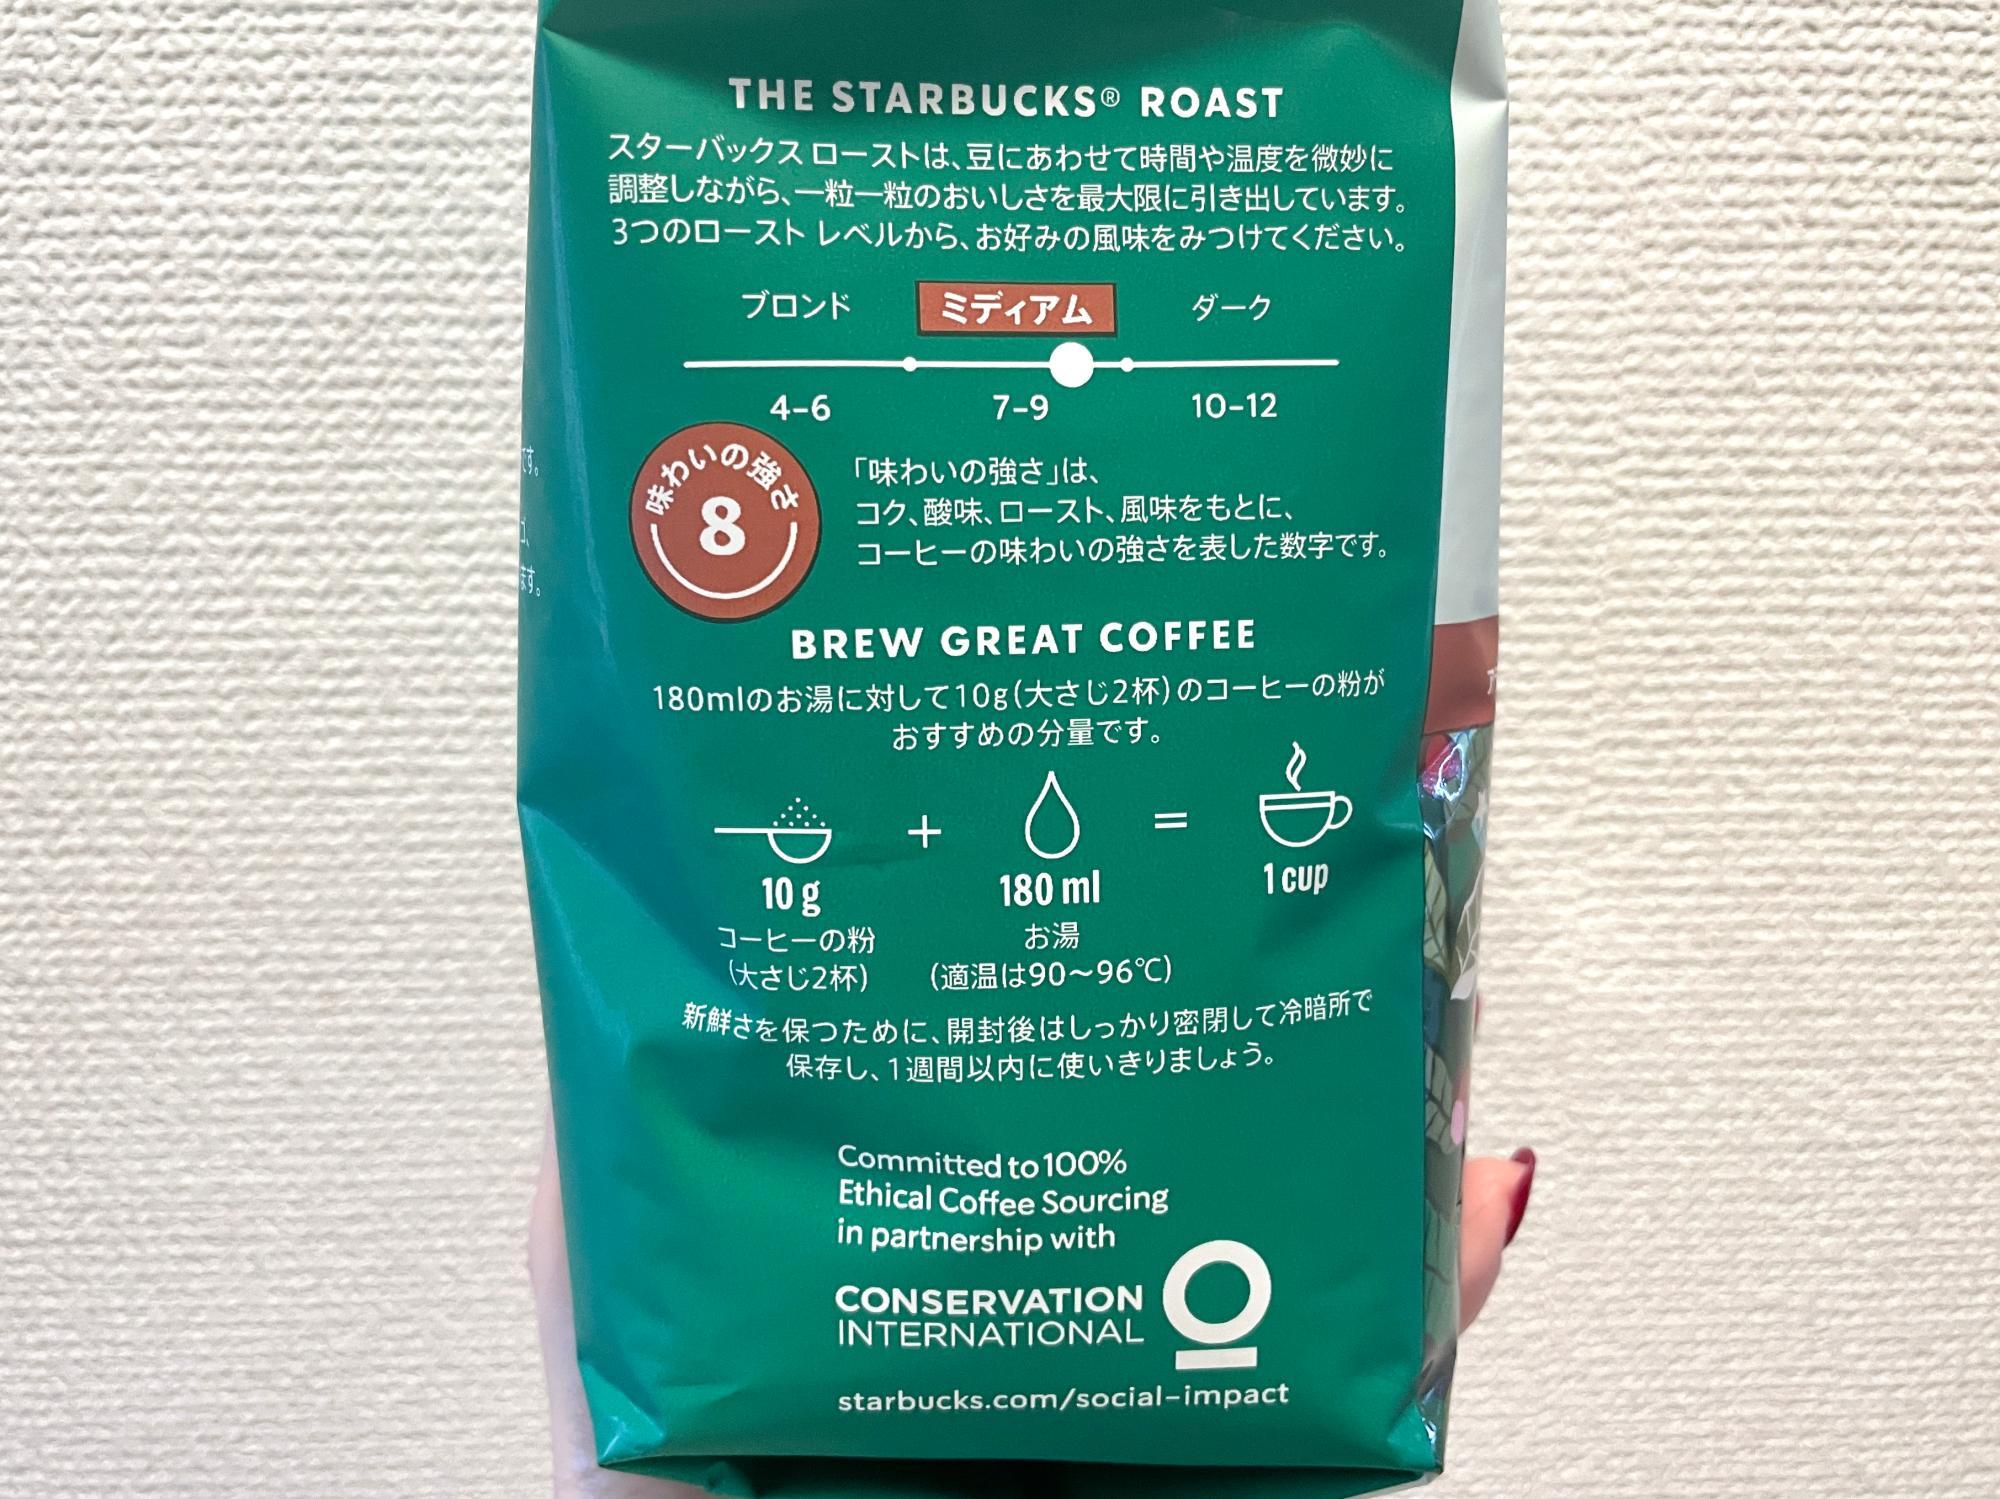 THE STARBUCKS® ROAST
スターバックス ローストは、豆にあわせて時間や温度を微妙に
調整しながら、一粒一粒のおいしさを最大限に引き出しています。
3つのロースト レベルから、お好みの風味をみつけてください。
ブロンド ミディアム ダーク
4–6 7–9 10–12
味わいの強さ
8
「味わいの強さ」は、
コク、酸味、ロースト、風味をもとに、
コーヒーの味わいの強さを表した数字です。
BREW GREAT COFFEE
180mlのお湯に対して10g(大さじ2杯)のコーヒーの粉が
おすすめの分量です。
+ =
10 g 180 ml 1 cup
コーヒーの粉 お湯
(大さじ2杯) (適温は90〜96℃)
新鮮さを保つために、開封後はしっかり密閉して冷暗所で
保存し、1週間以内に使いきりましょう。
Committed to 100%
Ethical Coffee Sourcing
in partnership with
CONSERVATION
INTERNATIONAL
starbucks.com/social-impact
です。
ます。